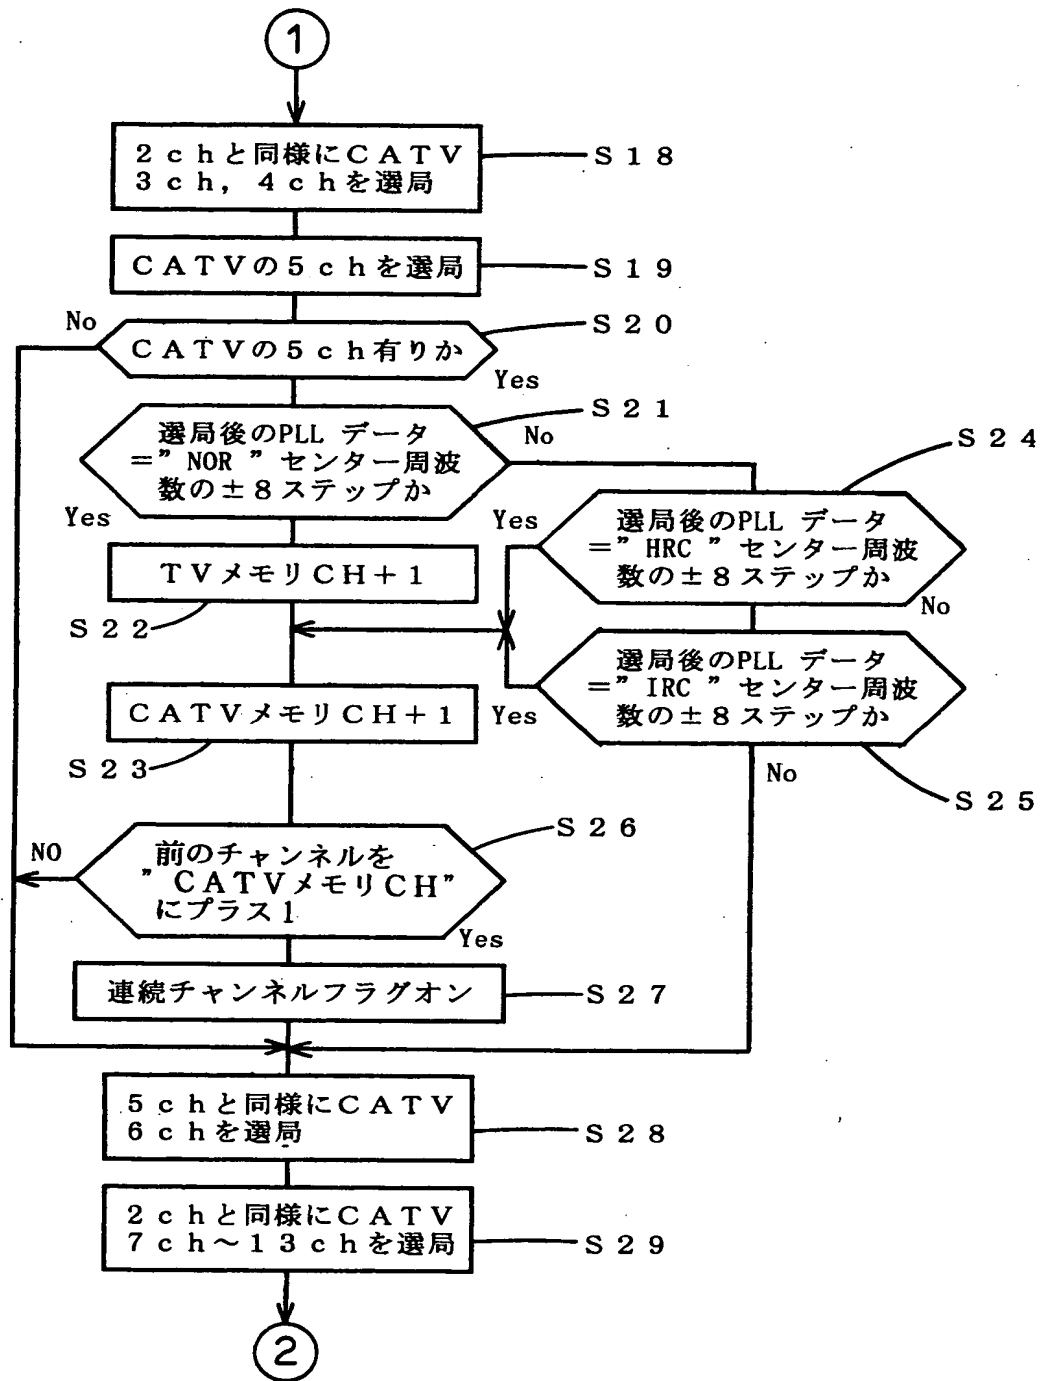 1
2chと同様にCATV
3ch，4chを選局
S18
CATVの5chを選局
S19
No
CATVの5ch有りか
S20
Yes
選局後のPLL データ
=”NOR ”センター周波
数の±8ステップか
S21
No
Yes
選局後のPLL データ
=”HRC ”センター周波
数の±8ステップか
S24
Yes
No
TVメモリCH+1
S22
選局後のPLL データ
=”IRC ”センター周波
数の±8ステップか
Yes
No
S25
CATVメモリCH+1
S23
前のチャンネルを
”CATVメモリCH”
にプラス1
S26
NO
Yes
連続チャンネルフラグオン
S27
5chと同様にCATV
6chを選局
S28
2chと同様にCATV
7ch～13chを選局
S29
2